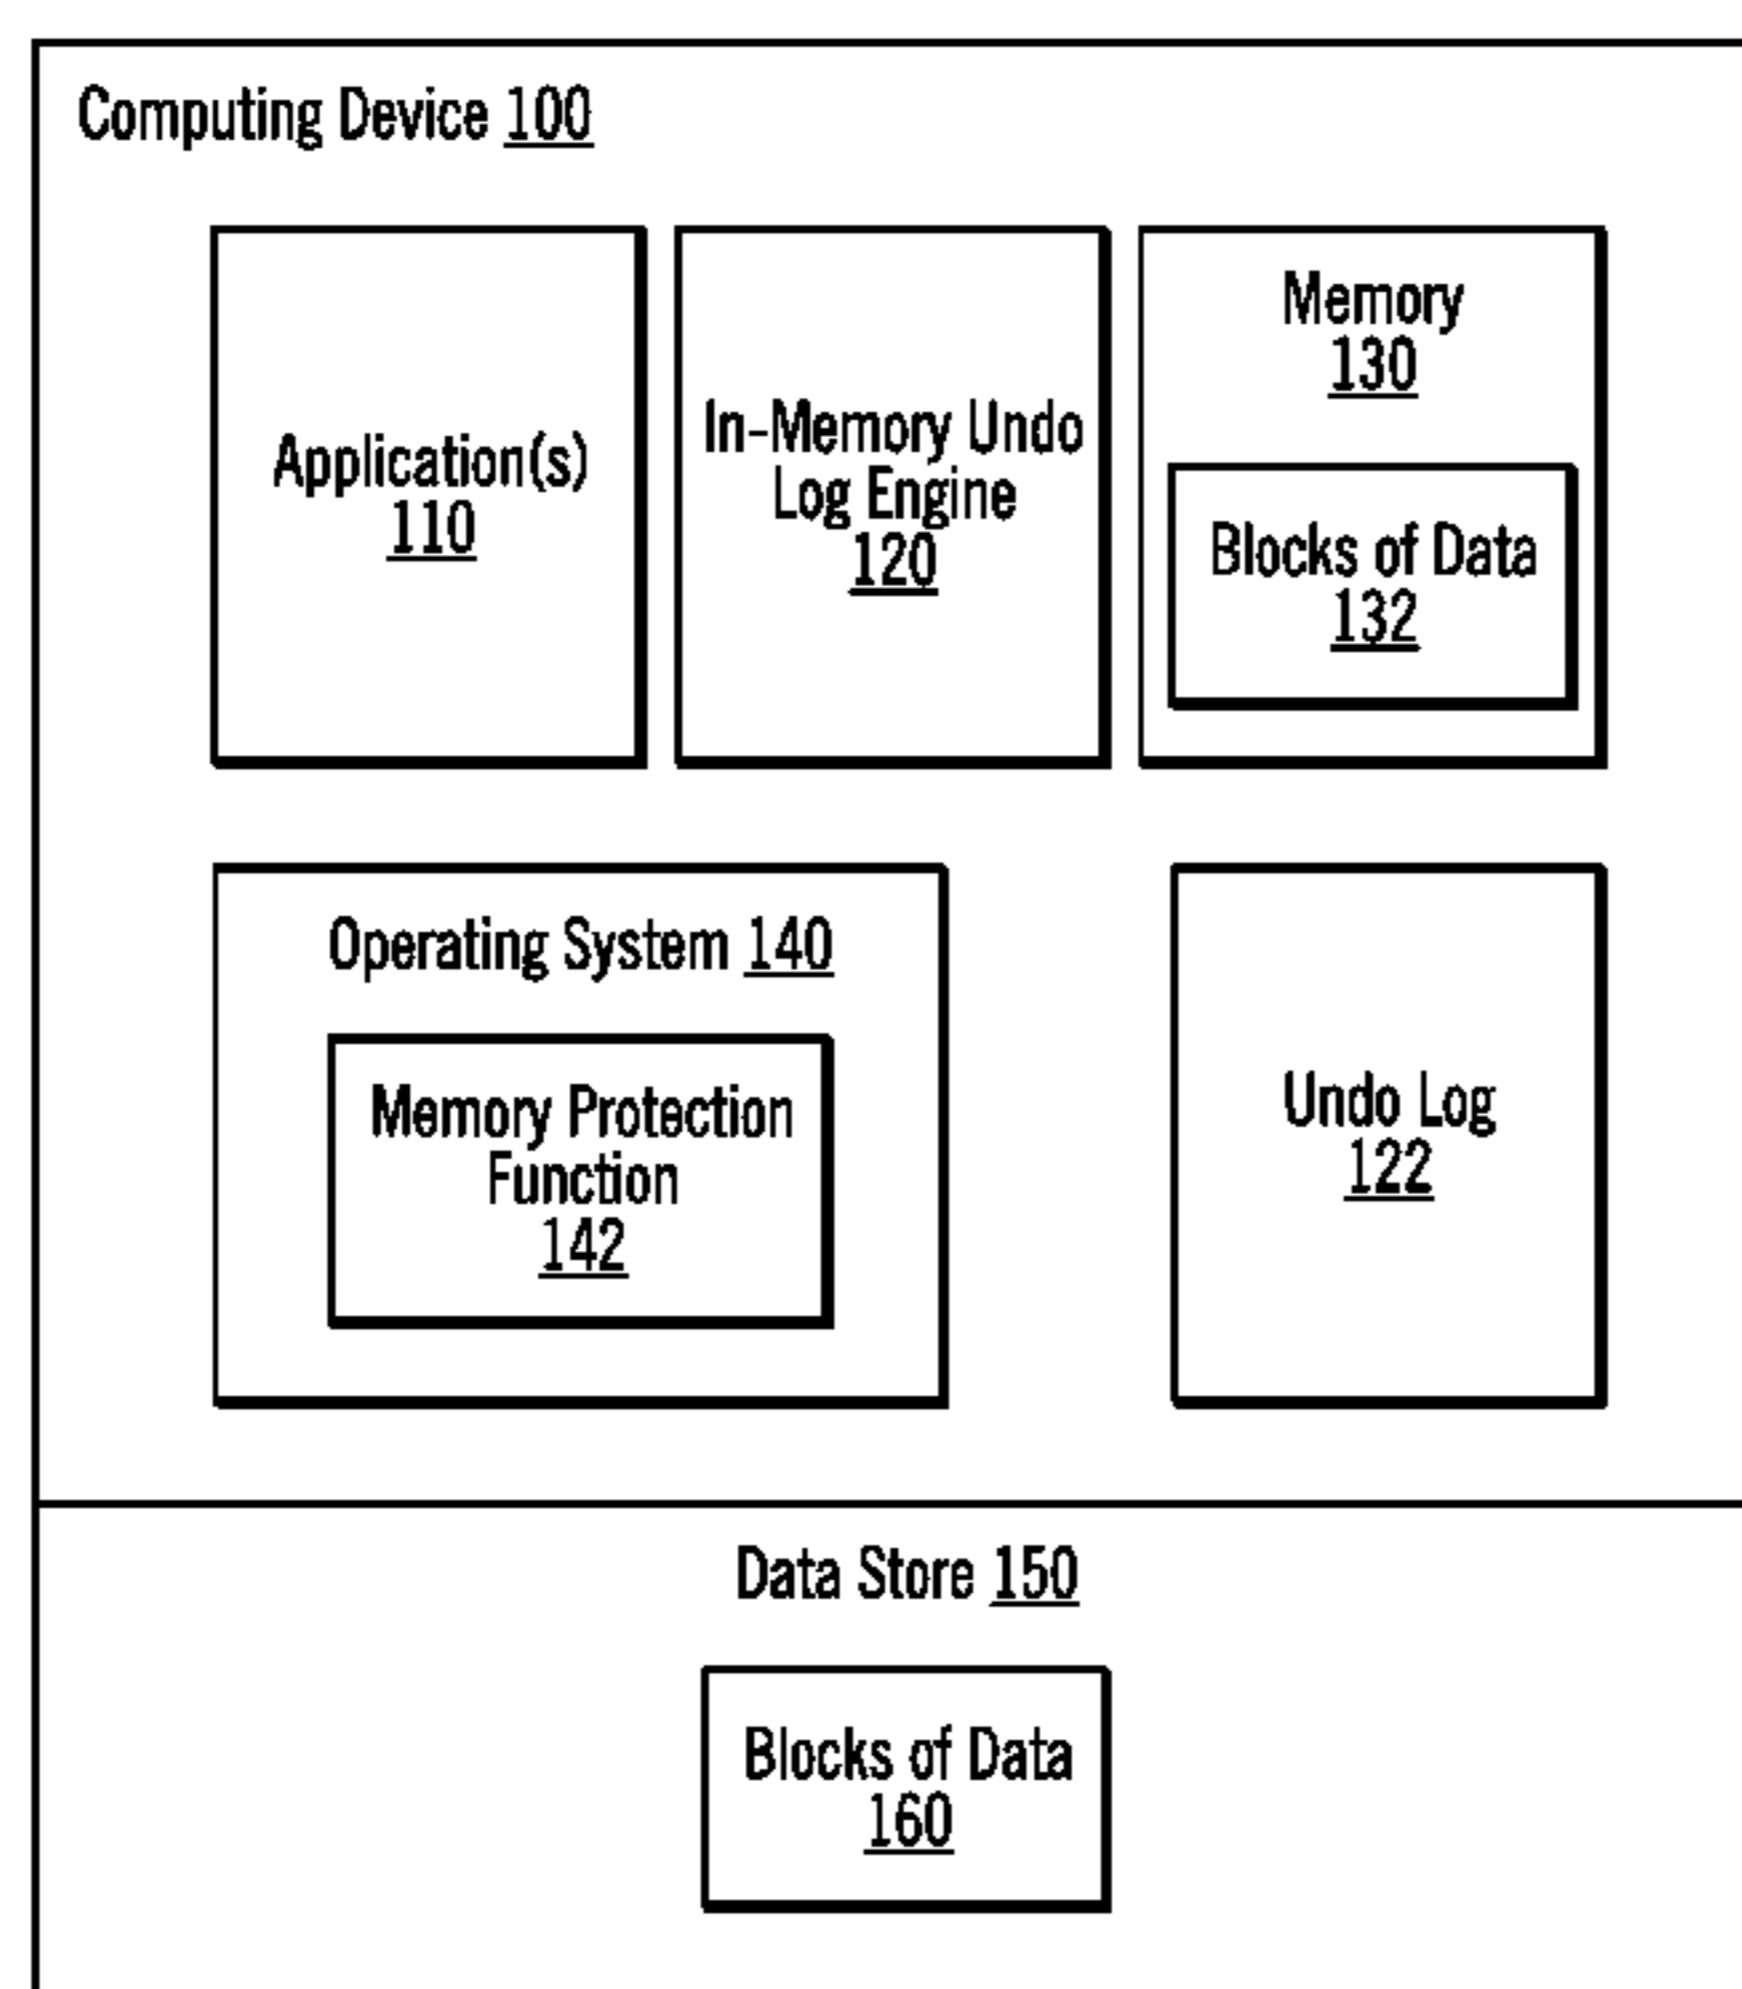 Computing Device 100
Application(s)
110
In-Memory Undo
Log Engine
120
Memory
130
Blocks of Data
132
Operating System 140
Memory Protection
Function
142
Undo Log
122
Data Store 150
Blocks of Data
160